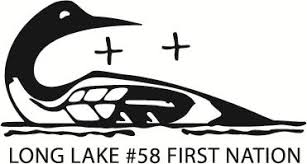 LONG LAKE #58 FIRST NATION